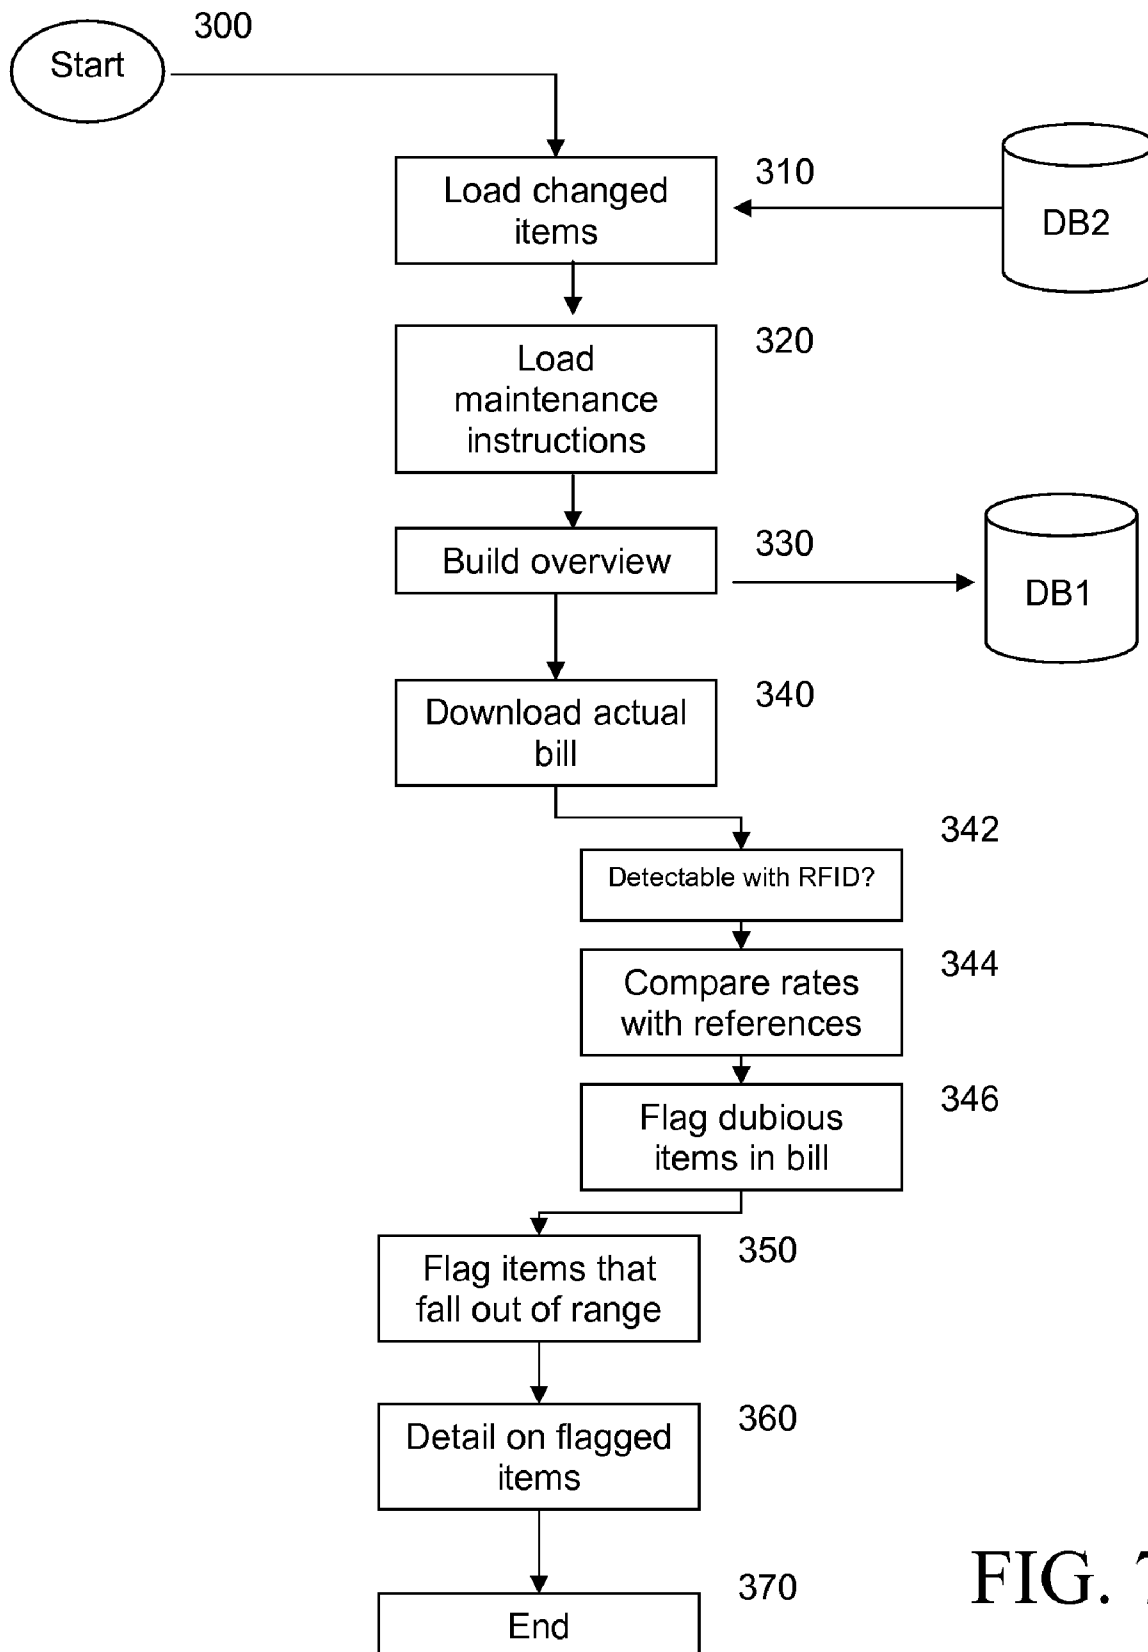 300
Start
310
Load changed
items
DB2
320
Load
maintenance
instructions
330
Build overview
DB1
340
Download actual
bill
342
Detectable with RFID?
344
Compare rates
with references
346
Flag dubious
items in bill
350
Flag items that
fall out of range
360
Detail on flagged
items
370
End
FIG.